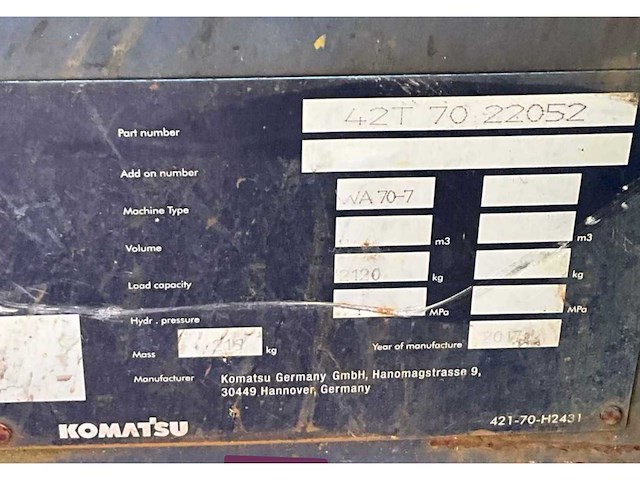 Part number 42T 70 22052
Add on number
Machine Type WA 70-7
Volume m3 m3
Load capacity 2120 kg kg
Hydr. pressure MPa MPa
Mass kg Year of manufacture
Manufacturer Komatsu Germany GmbH, Hanomagstrasse 9,
30449 Hannover, Germany
KOMATSU 421-70-H2431